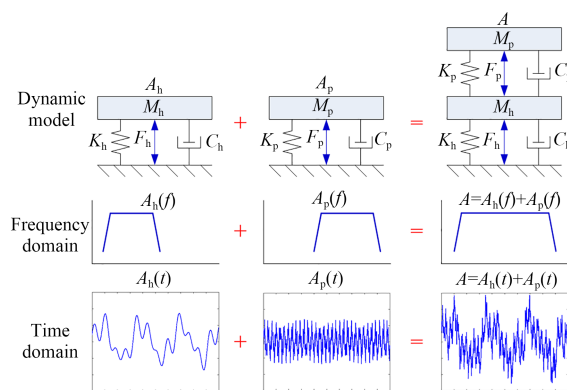 A
M_p
K_p F_p C
A_h A_p
Dynamic model
M_h + M_p = M_h
K_h F_h C_h K_p F_p C_p K_h F_h C
A_h(f) A_p(f) A=A_h(f)+A_p(f)
Frequency domain
+ =
A_h(t) A_p(t) A=A_h(t)+A_p(t)
Time domain
+ =